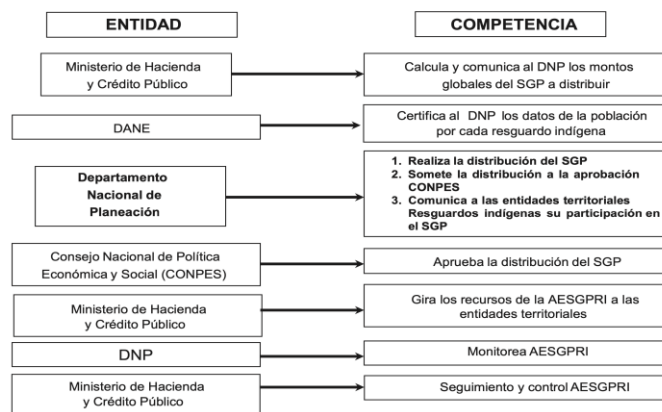 ENTIDAD
COMPETENCIA
Ministerio de Hacienda
y Crédito Público
Calcula y comunica al DNP los montos
globales del SGP a distribuir
DANE
Certifica al DNP los datos de la población
por cada resguardo indígena
Departamento
Nacional de
Planeación
1. Realiza la distribución del SGP
2. Somete la distribución a la aprobación
CONPES
3. Comunica a las entidades territoriales
Resguardos indígenas su participación en
el SGP
Consejo Nacional de Política
Económica y Social (CONPES)
Aprueba la distribución del SGP
Ministerio de Hacienda
y Crédito Público
Gira los recursos de la AESGPRI a las
entidades territoriales
DNP
Monitorea AESGPRI
Ministerio de Hacienda
y Crédito Público
Seguimiento y control AESGPRI